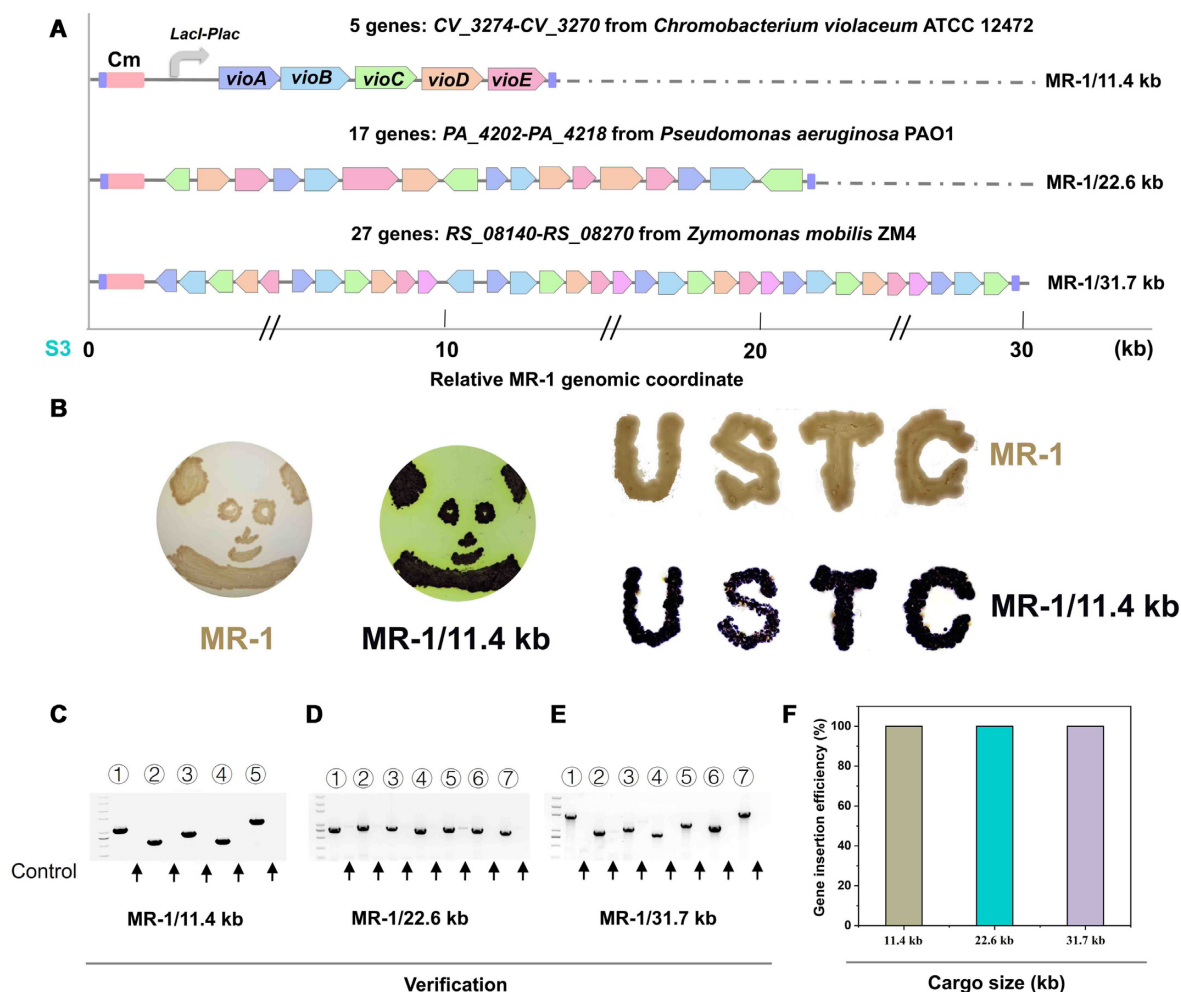 A
5 genes: CV_3274-CV_3270 from Chromobacterium violaceum ATCC 12472
LacI-Plac
Cm
vioA vioB vioC vioD vioE
MR-1/11.4 kb
17 genes: PA_4202-PA_4218 from Pseudomonas aeruginosa PAO1
MR-1/22.6 kb
27 genes: RS_08140-RS_08270 from Zymomonas mobilis ZM4
MR-1/31.7 kb
S3 0 10 20 30 (kb)
Relative MR-1 genomic coordinate
B
USTC MR-1
MR-1 MR-1/11.4 kb
USTC MR-1/11.4 kb
C
① ② ③ ④ ⑤
Control
MR-1/11.4 kb
D
① ② ③ ④ ⑤ ⑥ ⑦
MR-1/22.6 kb
E
① ② ③ ④ ⑤ ⑥ ⑦
MR-1/31.7 kb
Verification
F
Gene insertion efficiency (%)
100
80
60
40
20
0
11.4 kb 22.6 kb 31.7 kb
Cargo size (kb)